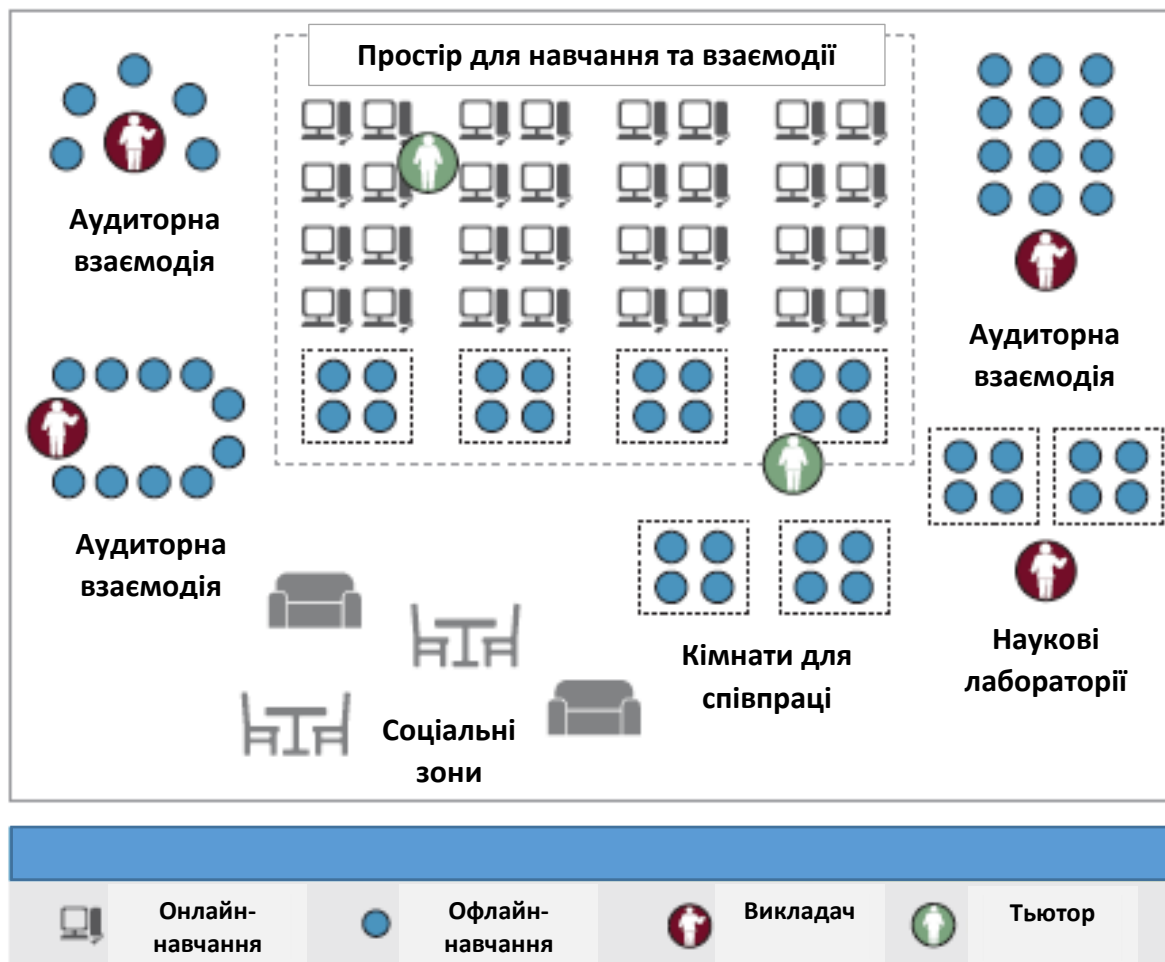 Простір для навчання та взаємодії
Аудиторна
взаємодія
Аудиторна
взаємодія
Аудиторна
взаємодія
Кімнати для
співпраці
Наукові
лабораторії
Соціальні
зони
Онлайн-
навчання
Офлайн-
навчання
Викладач
Тьютор